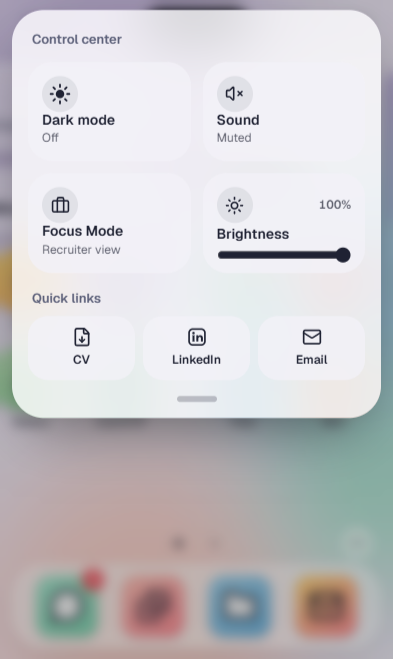 Control center
Dark mode
Off
Sound
Muted
Focus Mode
Recruiter view
100%
Brightness
Quick links
CV
LinkedIn
Email